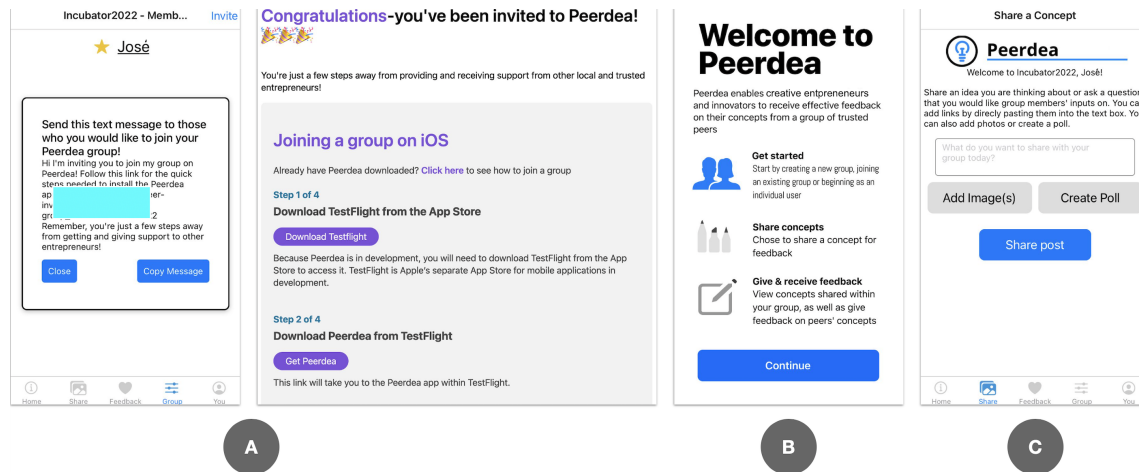 Incubator2022 - Memb...
Invite
José
Send this text message to those
who you would like to join your
Peerdea group!
Hi I'm inviting you to join my group on
Peerdea! Follow this link for the quick
steps needed to install the Peerdea
Remember, you're just a few steps away
from getting and giving support to other
entrepreneurs!
Close
Copy Message
Home
Share
Feedback
Group
You
Congratulations-you've been invited to Peerdea!
You're just a few steps away from providing and receiving support from other local and trusted
entrepreneurs!
Joining a group on iOS
Already have Peerdea downloaded? Click here to see how to join a group
Step 1 of 4
Download TestFlight from the App Store
Download Testflight
Because Peerdea is in development, you will need to download TestFlight from the App
Store to access it. TestFlight is Apple's separate App Store for mobile applications in
development.
Step 2 of 4
Download Peerdea from TestFlight
Get Peerdea
This link will take you to the Peerdea app within TestFlight.
A
Welcome to
Peerdea
Peerdea enables creative entpreneneurs
and innovators to receive effective feedback
on their concepts from a group of trusted
peers
Get started
Start by creating a new group, joining
an existing group or beginning as an
individual user
Share concepts
Chose to share a concept for
feedback
Give & receive feedback
View concepts shared within
your group, as well as give
feedback on peers' concepts
Continue
B
Share a Concept
Peerdea
Welcome to Incubator2022, José!
Share an idea you are thinking about or ask a question
that you would like group members' inputs on. You ca
add links by direcly pasting them into the text box. Yo
can also add photos or create a poll.
What do you want to share with your
group today?
Add Image(s)
Create Poll
Share post
Home
Share
Feedback
Group
You
C